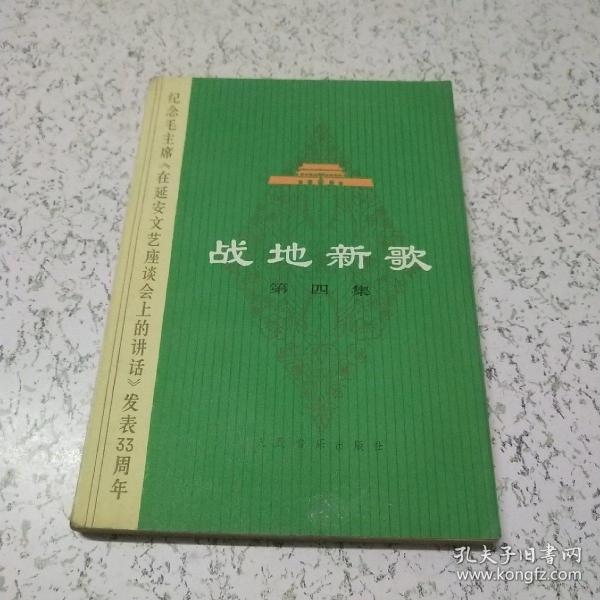 纪念毛主席《在延安文艺座谈会上的讲话》发表33周年
战地新歌
第四集
人民音乐出版社
孔夫子旧书网
www.kongfz.com